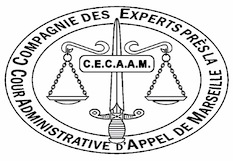 COMPAGNIE DES EXPERTS PRÈS LA
COUR ADMINISTRATIVE D'APPEL DE MARSEILLE
C.E.C.A.A.M.